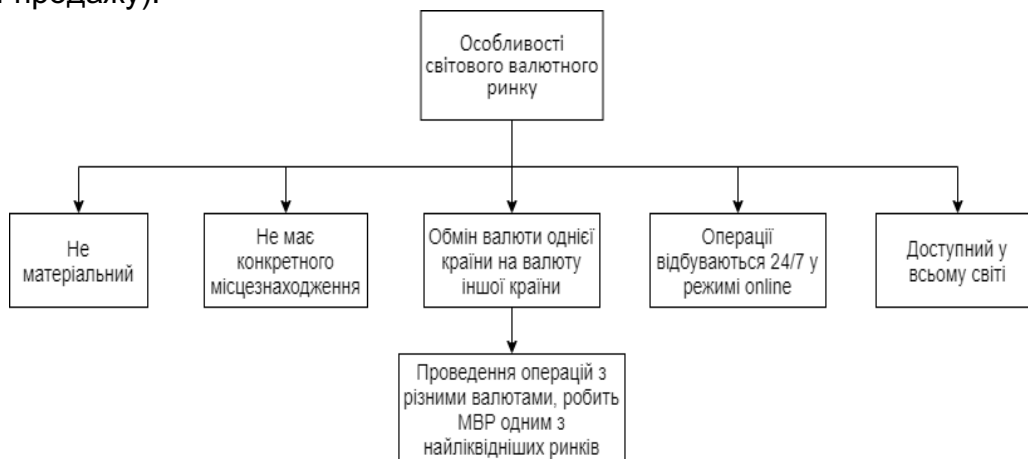 продажу).
Особливості
світового валютного
ринку
Не
матеріальний
Не має
конкретного
місцезнаходження
Обмін валюти однієї
країни на валюту
іншої країни
Операції
відбуваються 24/7 у
режимі online
Доступний у
всьому світі
Проведення операцій з
різними валютами, робить
МВР одним з
найліквідніших ринків